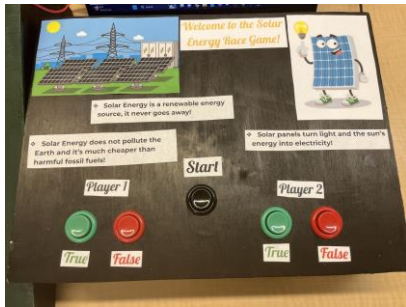 Welcome to the Solar
Energy Race Game!
❖ Solar Energy is a renewable energy
source, it never goes away!
❖ Solar Energy does not pollute the
Earth and it's much cheaper than
harmful fossil fuels!
❖ Solar panels turn light and the sun's
energy into electricity!
Start
Player 1
Player 2
True
False
True
False